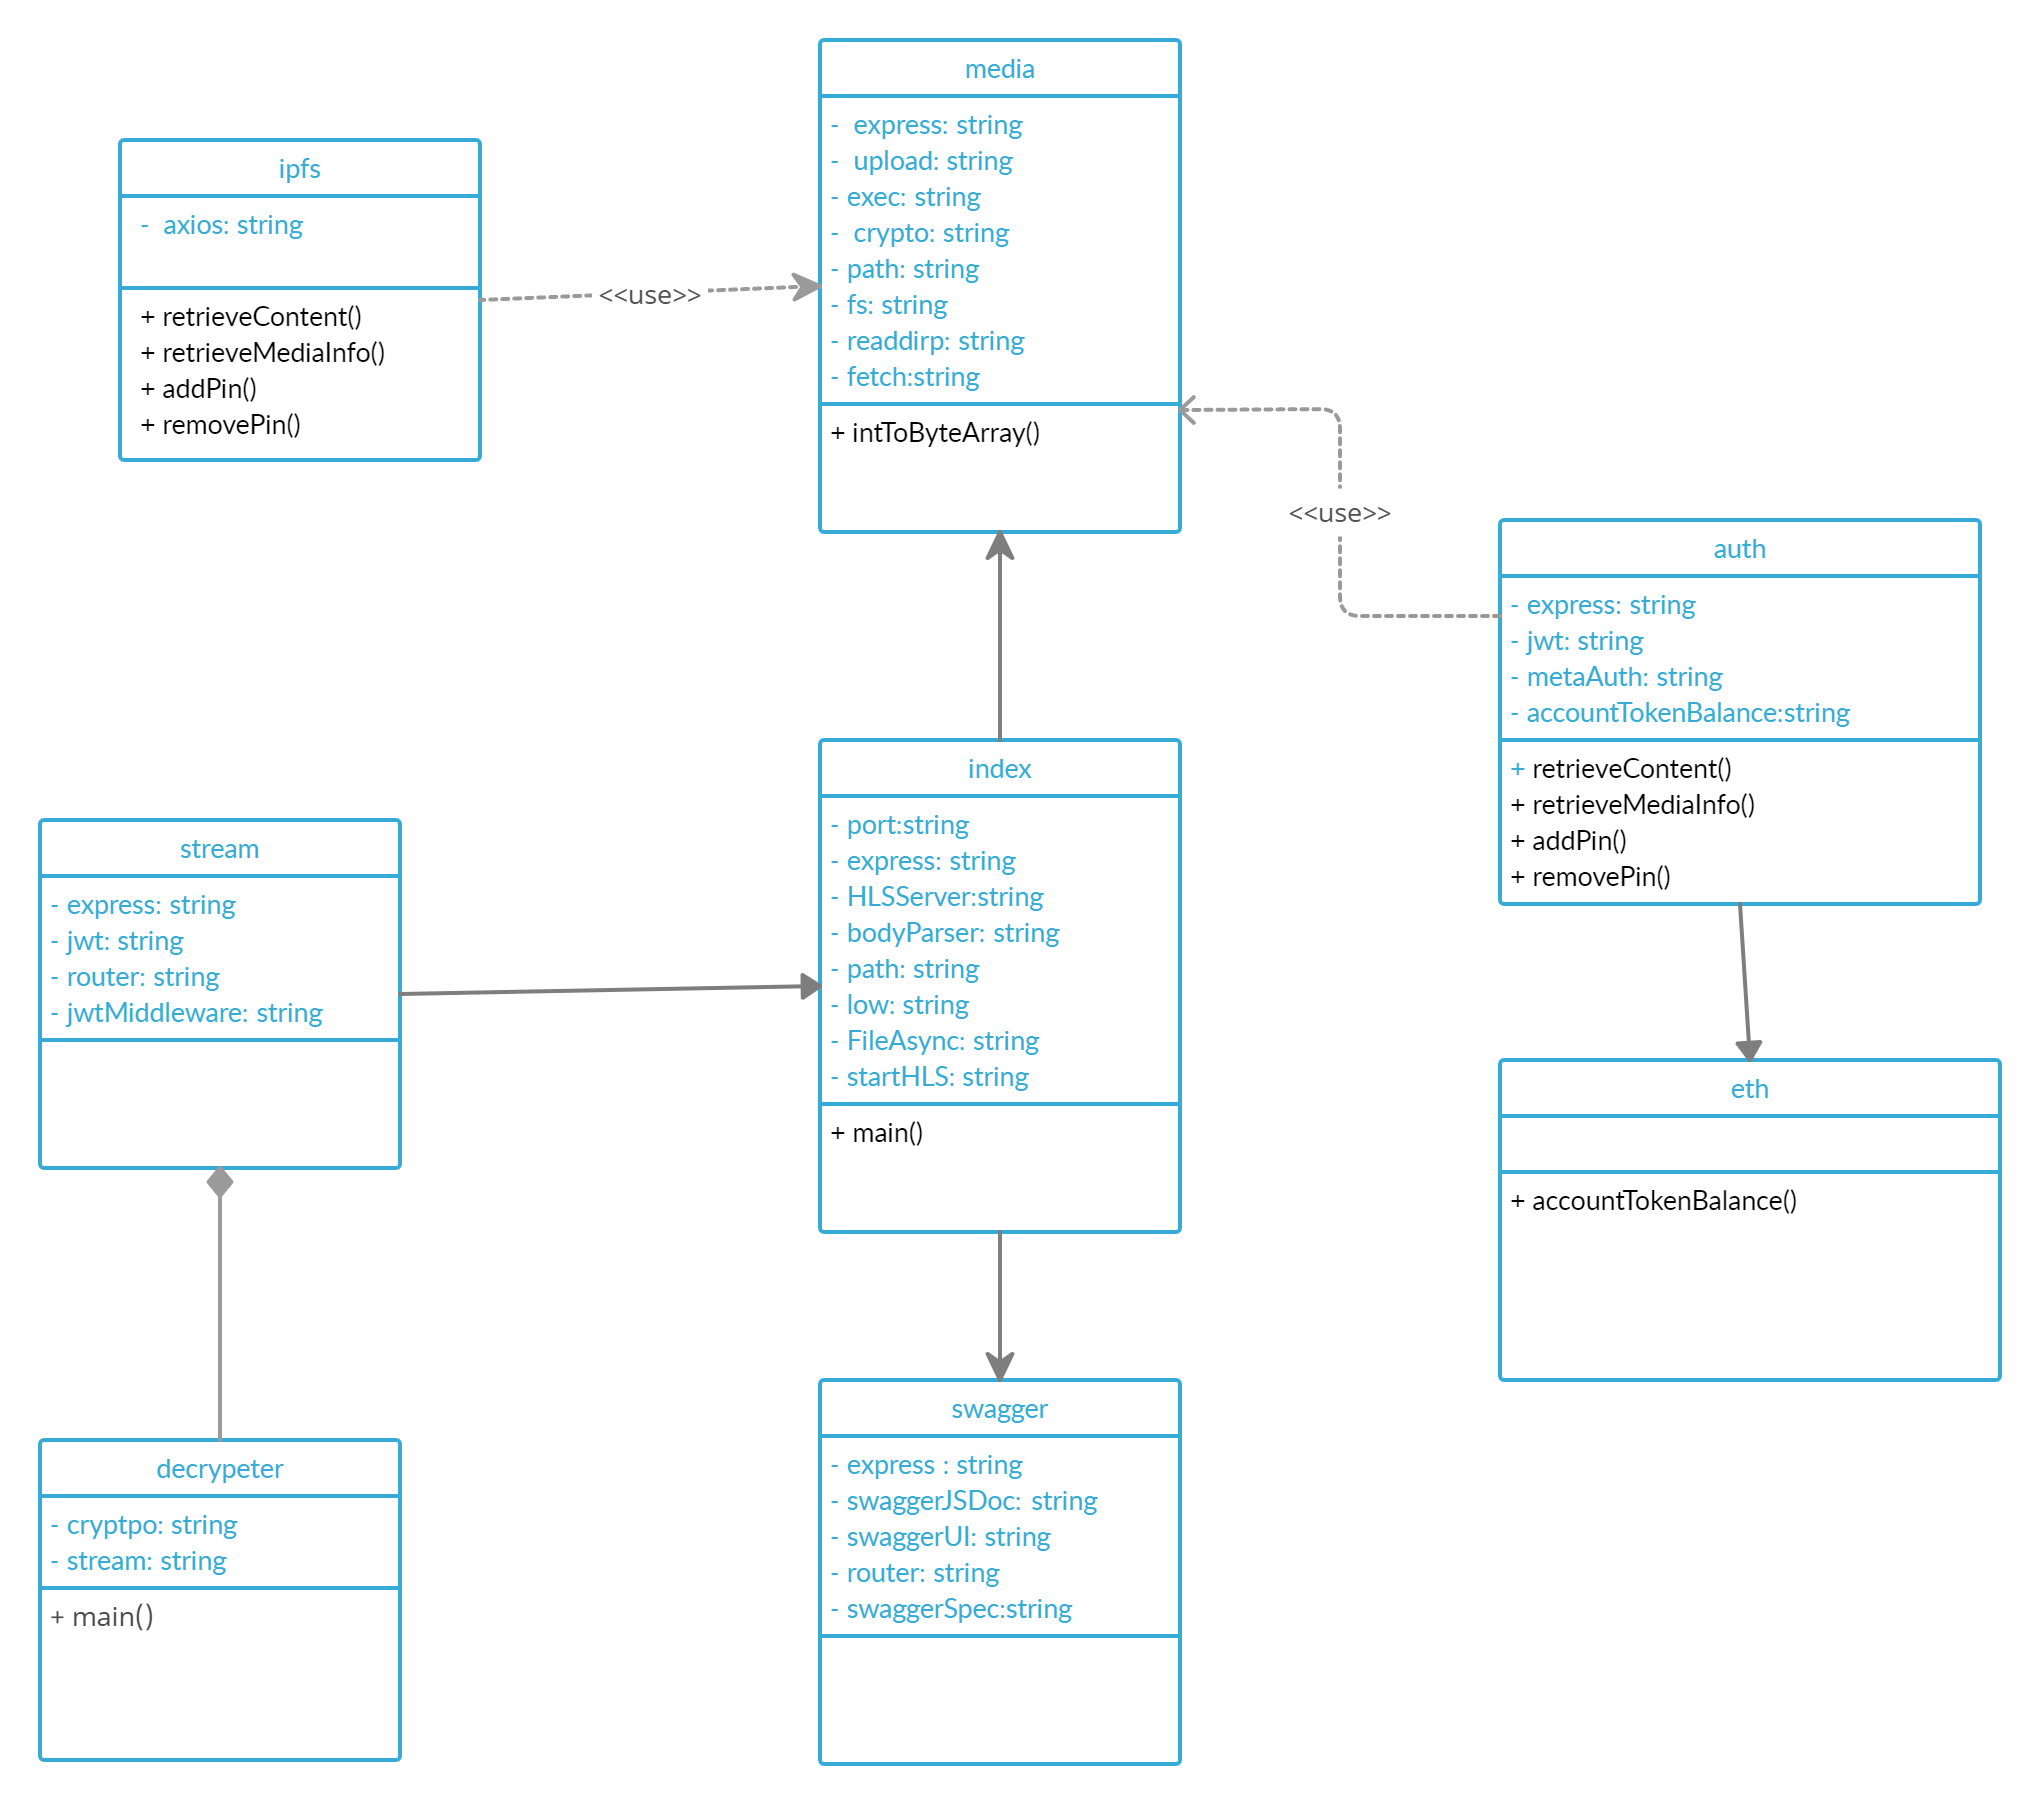 media
-  express: string
-  upload: string
- exec: string
-  crypto: string
- path: string
- fs: string
- readdirp: string
- fetch:string
+ intToByteArray()
ipfs
-  axios: string
+ retrieveContent()
+ retrieveMediaInfo()
+ addPin()
+ removePin()
<<use>>
<<use>>
auth
- express: string
- jwt: string
- metaAuth: string
- accountTokenBalance:string
+ retrieveContent()
+ retrieveMediaInfo()
+ addPin()
+ removePin()
index
- port:string
- express: string
- HLSServer:string
- bodyParser: string
- path: string
- low: string
- FileAsync: string
- startHLS: string
+ main()
stream
- express: string
- jwt: string
- router: string
- jwtMiddleware: string
eth
+ accountTokenBalance()
swagger
- express : string
- swaggerJSDoc: string
- swaggerUI: string
- router: string
- swaggerSpec:string
decrypeter
- cryptpo: string
- stream: string
+ main()